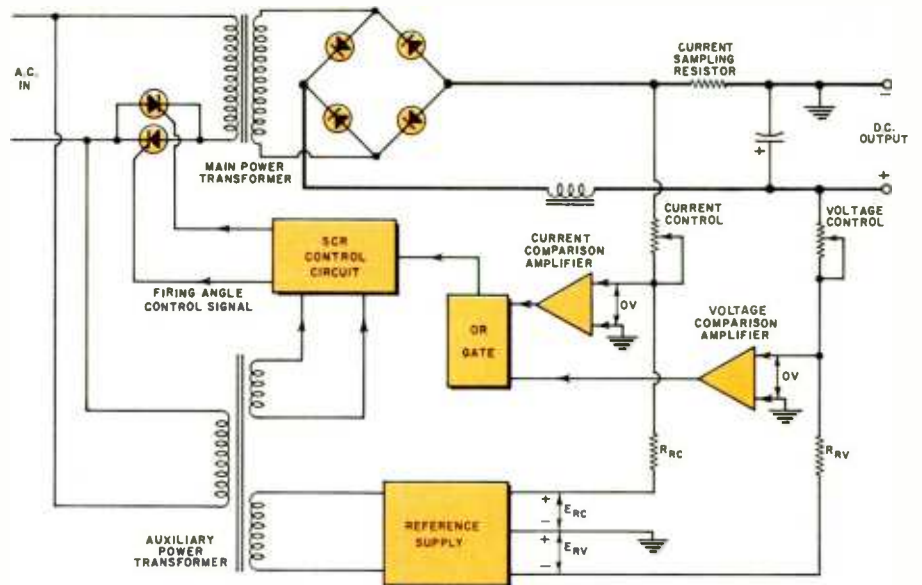 A.C.
IN
CURRENT
SAMPLING
RESISTOR
−
D.C.
OUTPUT
+
+
MAIN POWER
TRANSFORMER
CURRENT
CONTROL
VOLTAGE
CONTROL
SCR
CONTROL
CIRCUIT
CURRENT
COMPARISON
AMPLIFIER
0V
FIRING ANGLE
CONTROL SIGNAL
OR
GATE
VOLTAGE
COMPARISON
AMPLIFIER
0V
RRC
RRV
AUXILIARY
POWER
TRANSFORMER
REFERENCE
SUPPLY
+
ERC
−
+
ERV
−